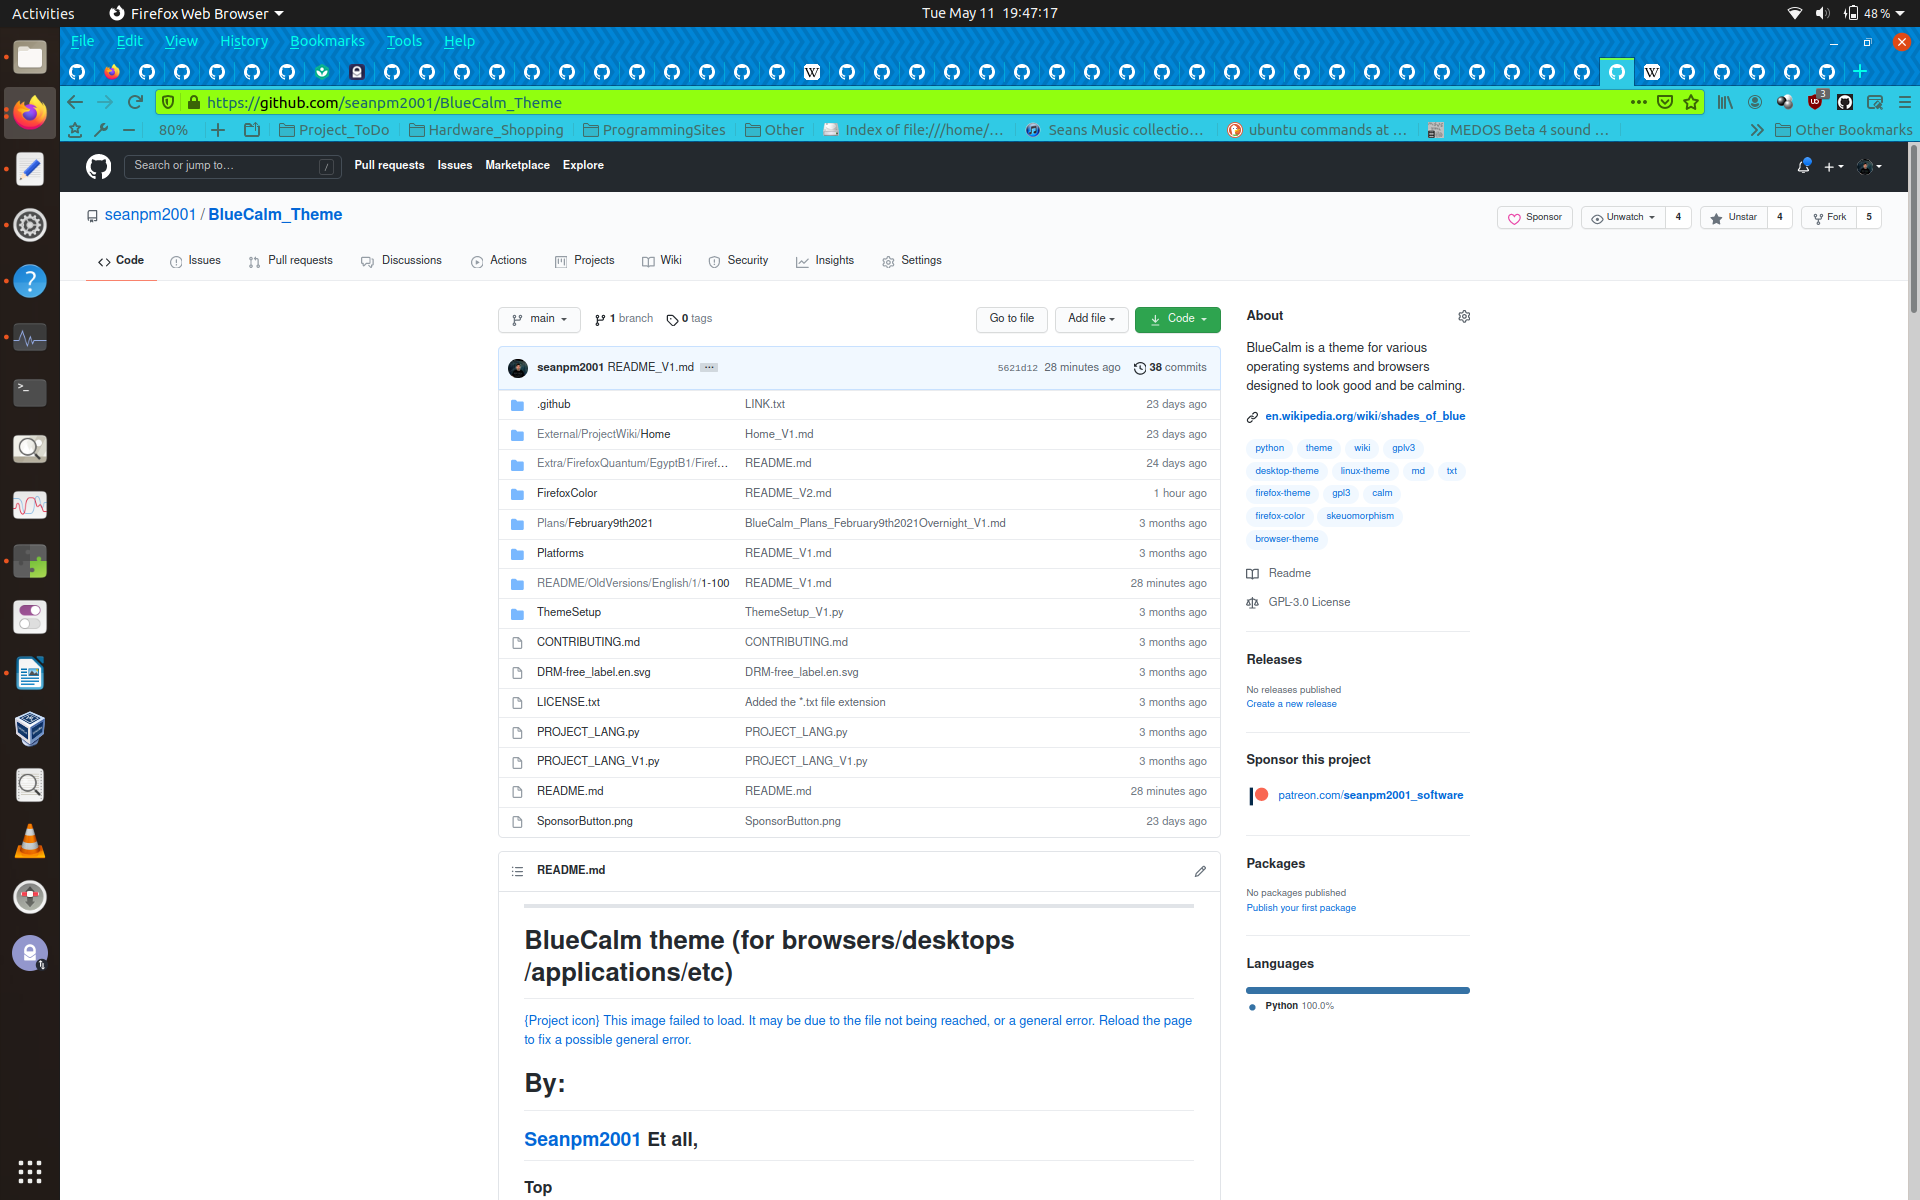 Activities
Firefox Web Browser
Tue May 11 19:47:17
48 %
File Edit View History Bookmarks Tools Help
https://github.com/seanpm2001/BlueCalm_Theme
3
80%
Project_ToDo
Hardware_Shopping
ProgrammingSites
Other
Index of file:///home/...
Seans Music collectio...
ubuntu commands at ...
MEDOS Beta 4 sound ...
Other Bookmarks
Search or jump to...
/
Pull requests Issues Marketplace Explore
seanpm2001 / BlueCalm_Theme
Sponsor
Unwatch 4
Unstar 4
Fork 5
Code
Issues
Pull requests
Discussions
Actions
Projects
Wiki
Security
Insights
Settings
main
1 branch
0 tags
Go to file
Add file
Code
seanpm2001 README_V1.md ...
5621d12 28 minutes ago
38 commits
.github LINK.txt 23 days ago
External/ProjectWiki/Home Home_V1.md 23 days ago
Extra/FirefoxQuantum/EgyptB1/Firef... README.md 24 days ago
FirefoxColor README_V2.md 1 hour ago
Plans/February9th2021 BlueCalm_Plans_February9th2021Overnight_V1.md 3 months ago
Platforms README_V1.md 3 months ago
README/OldVersions/English/1/1-100 README_V1.md 28 minutes ago
ThemeSetup ThemeSetup_V1.py 3 months ago
CONTRIBUTING.md CONTRIBUTING.md 3 months ago
DRM-free_label.en.svg DRM-free_label.en.svg 3 months ago
LICENSE.txt Added the *.txt file extension 3 months ago
PROJECT_LANG.py PROJECT_LANG.py 3 months ago
PROJECT_LANG_V1.py PROJECT_LANG_V1.py 3 months ago
README.md README.md 28 minutes ago
SponsorButton.png SponsorButton.png 23 days ago
README.md
BlueCalm theme (for browsers/desktops
/applications/etc)
{Project icon} This image failed to load. It may be due to the file not being reached, or a general error. Reload the page
to fix a possible general error.
By:
Seanpm2001 Et all,
Top
About
BlueCalm is a theme for various
operating systems and browsers
designed to look good and be calming.
en.wikipedia.org/wiki/shades_of_blue
python theme wiki gplv3
desktop-theme linux-theme md txt
firefox-theme gpl3 calm
firefox-color skeuomorphism
browser-theme
Readme
GPL-3.0 License
Releases
No releases published
Create a new release
Sponsor this project
patreon.com/seanpm2001_software
Packages
No packages published
Publish your first package
Languages
Python 100.0%